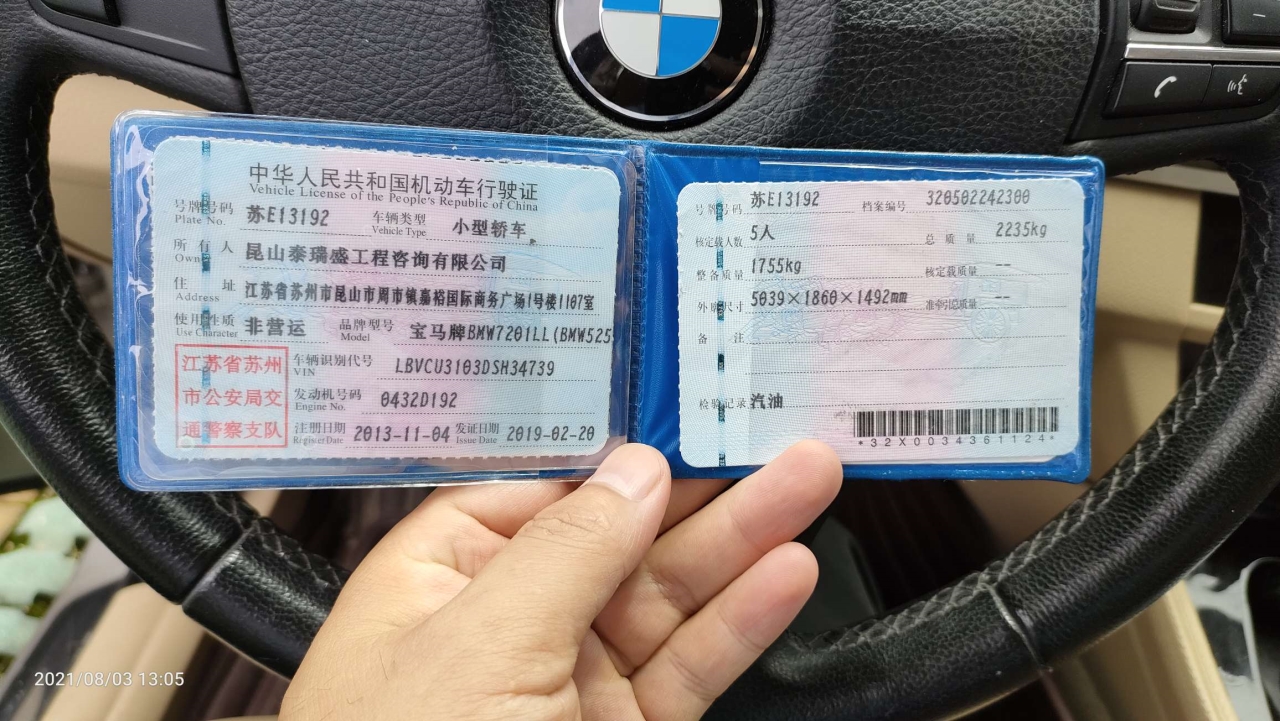 中华人民共和国机动车行驶证
Vehicle License of the People's Republic of China
号牌号码 苏E13192 车辆类型 小型轿车
Plate No. Vehicle Type
所有人 昆山泰瑞盛工程咨询有限公司
Owner
住址 江苏省苏州市昆山市周市镇嘉裕国际商务广场1号楼1107室
Address
使用性质 非营运 品牌型号 宝马牌BMW7201LL(BMW525
Use Character Model
江苏省苏州
市公安局交
通警察支队
车辆识别代号 LBVCU3103DSH34739
VIN
发动机号码 0432D192
Engine No.
注册日期 2013-11-04 发证日期 2019-02-20
Register Date Issue Date
号牌号码 苏E13192 档案编号 320502242300
核定载人数 5人 总质量 2235kg
整备质量 1755kg 核定载质量 --
外廓尺寸 5039×1860×1492mm 准牵引总质量 --
备注
检验记录 汽油
*32X0034361124*
2021/08/03 13:05